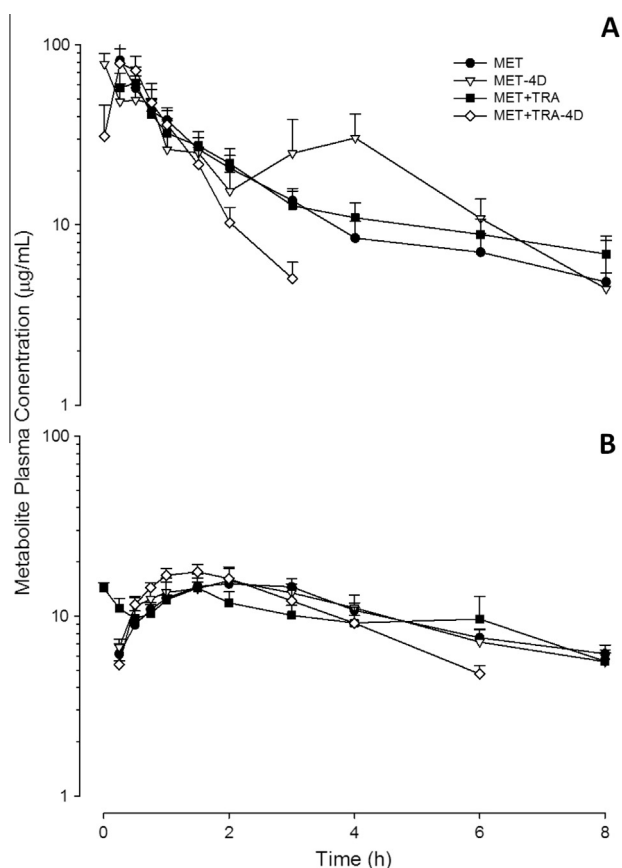 A
100
10
1
MET
MET-4D
MET+TRA
MET+TRA-4D
Metabolite Plasma Conentration (µg/mL)
B
100
10
1
0 2 4 6 8
Time (h)